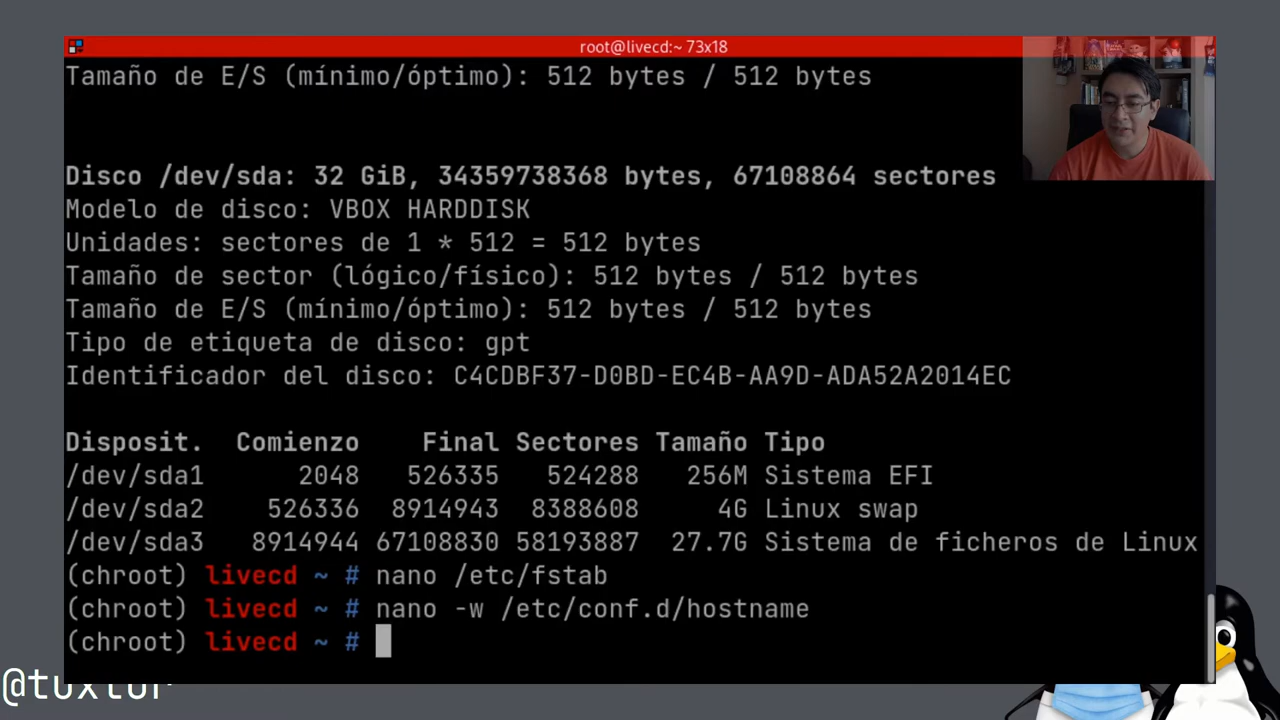 root@livecd:~ 73x18
Tamaño de E/S (mínimo/óptimo): 512 bytes / 512 bytes
Disco /dev/sda: 32 GiB, 34359738368 bytes, 67108864 sectores
Modelo de disco: VBOX HARDDISK
Unidades: sectores de 1 * 512 = 512 bytes
Tamaño de sector (lógico/físico): 512 bytes / 512 bytes
Tamaño de E/S (mínimo/óptimo): 512 bytes / 512 bytes
Tipo de etiqueta de disco: gpt
Identificador del disco: C4CDBF37-D0BD-EC4B-AA9D-ADA52A2014EC
Disposit. Comienzo Final Sectores Tamaño Tipo
/dev/sda1 2048 526335 524288 256M Sistema EFI
/dev/sda2 526336 8914943 8388608 4G Linux swap
/dev/sda3 8914944 67108830 58193887 27.7G Sistema de ficheros de Linux
(chroot) livecd ~ # nano /etc/fstab
(chroot) livecd ~ # nano -w /etc/conf.d/hostname
(chroot) livecd ~ #